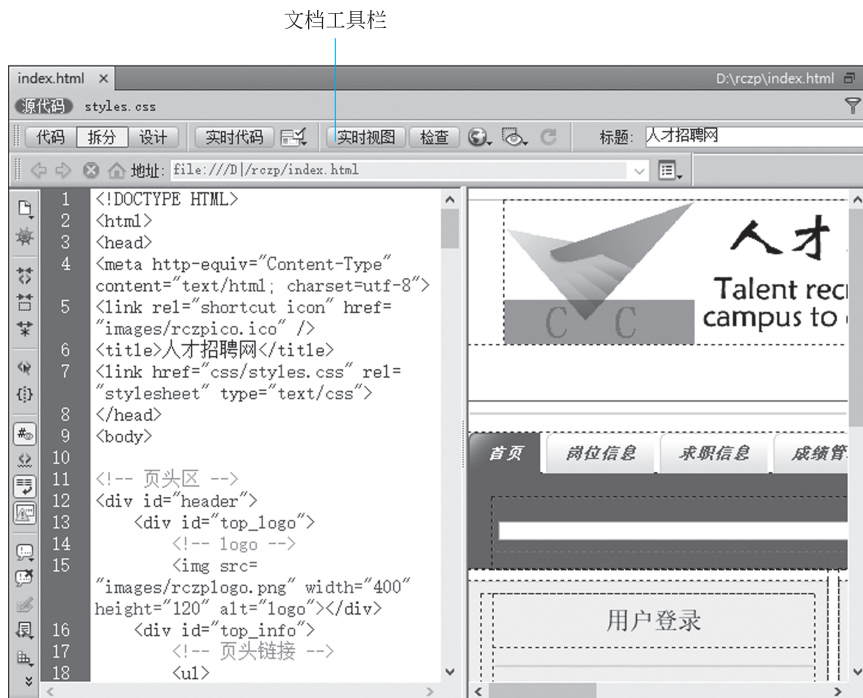 文档工具栏
index.html ×
D:\rczp\index.html
源代码 styles.css
代码 拆分 设计 实时代码 实时视图 检查 标题: 人才招聘网
地址: file:///D|/rczp/index.html
1 <!DOCTYPE HTML>
2 <html>
3 <head>
4 <meta http-equiv="Content-Type"
content="text/html; charset=utf-8">
5 <link rel="shortcut icon" href=
"images/rczpico.ico" />
6 <title>人才招聘网</title>
7 <link href="css/styles.css" rel=
"stylesheet" type="text/css">
8 </head>
9 <body>
10
11 <!-- 页头区 -->
12 <div id="header">
13 <div id="top_logo">
14 <!-- logo -->
15 <img src=
"images/rczplogo.png" width="400"
height="120" alt="logo"></div>
16 <div id="top_info">
17 <!-- 页头链接 -->
18 <ul>
C C
人才
Talent recr
campus to
首页 岗位信息 求职信息 成绩管
用户登录